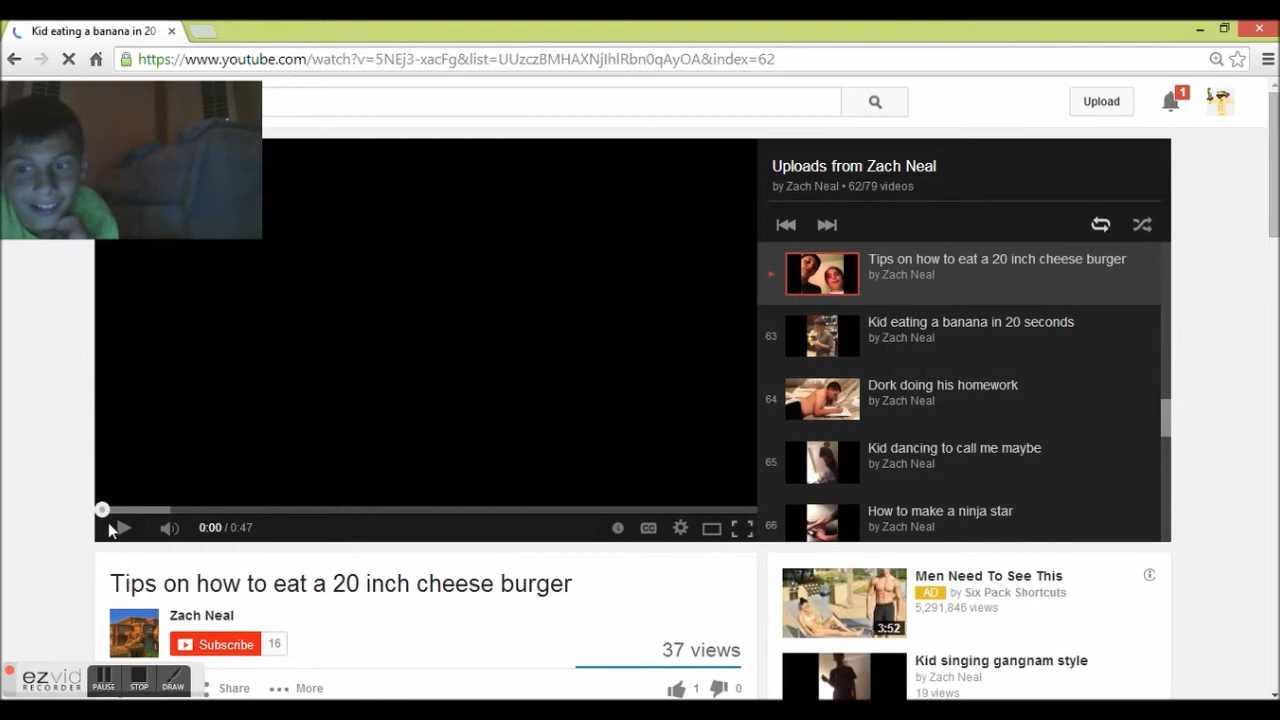 Kid eating a banana in 20
https://www.youtube.com/watch?v=5NEj3-xacFg&list=UUzczBMHAXNjIhlRbn0qAyOA&index=62
Upload
1
Uploads from Zach Neal
by Zach Neal • 62/79 videos
Tips on how to eat a 20 inch cheese burger
by Zach Neal
63
Kid eating a banana in 20 seconds
by Zach Neal
64
Dork doing his homework
by Zach Neal
65
Kid dancing to call me maybe
by Zach Neal
66
How to make a ninja star
by Zach Neal
0:00 / 0:47
CC
Tips on how to eat a 20 inch cheese burger
Zach Neal
Subscribe
16
37 views
Share
More
1
0
Men Need To See This
AD by Six Pack Shortcuts
5,291,846 views
3:52
Kid singing gangnam style
by Zach Neal
19 views
ezvid
RECORDER
PAUSE
STOP
DRAW